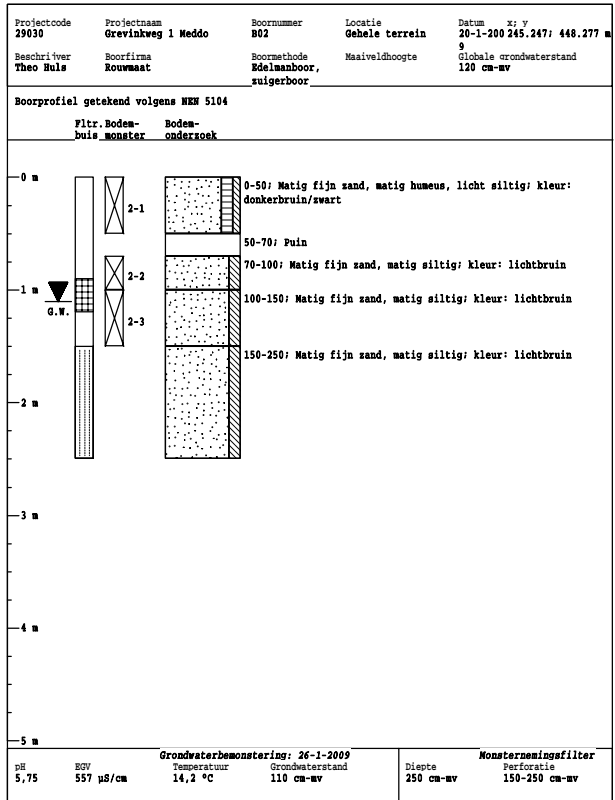 Projectcode Projectnaam Boornummer Locatie Datum x; y
29030 Grevinkweg 1 Meddo B02 Gehele terrein 20-1-200 245.247; 448.277 m
9
Beschrijver Boorfirma Boormethode Maaiveldhoogte Globale grondwaterstand
Theo Huls Rouwmaat Edelmanboor, 120 cm-mv
zuigerboor
Boorprofiel getekend volgens NEN 5104
Fltr. Bodem- Bodem-
buis monster onderzoek
0 m
0-50; Matig fijn zand, matig humeus, licht siltig; kleur:
donkerbruin/zwart
2-1
50-70; Puin
70-100; Matig fijn zand, matig siltig; kleur: lichtbruin
2-2
1 m
100-150; Matig fijn zand, matig siltig; kleur: lichtbruin
G.W.
2-3
150-250; Matig fijn zand, matig siltig; kleur: lichtbruin
2 m
3 m
4 m
5 m
Grondwaterbemonstering: 26-1-2009 Monsternemingsfilter
pH EGV Temperatuur Grondwaterstand Diepte Perforatie
5,75 557 µS/cm 14,2 °C 110 cm-mv 250 cm-mv 150-250 cm-mv